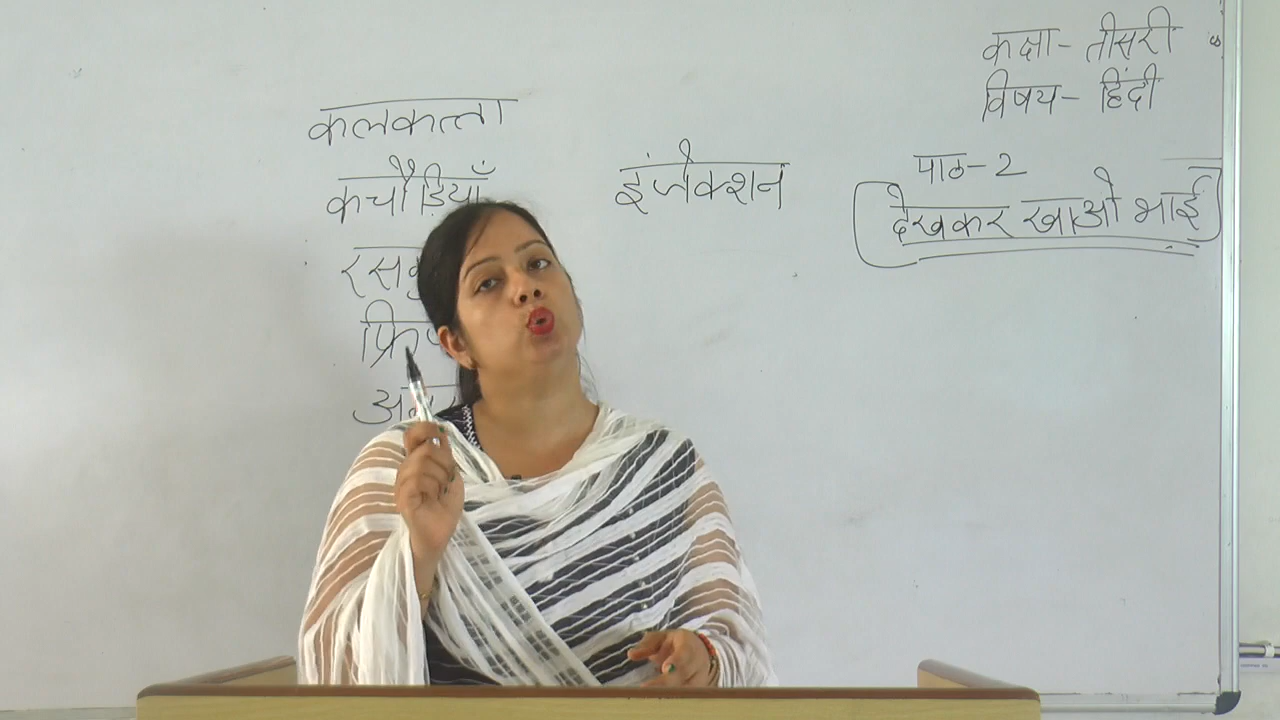 कक्षा- तीसरी
विषय- हिंदी
पाठ-2
देखकर खाओ भाई
कलकत्ता
कचौड़ियाँ
इंजेक्शन